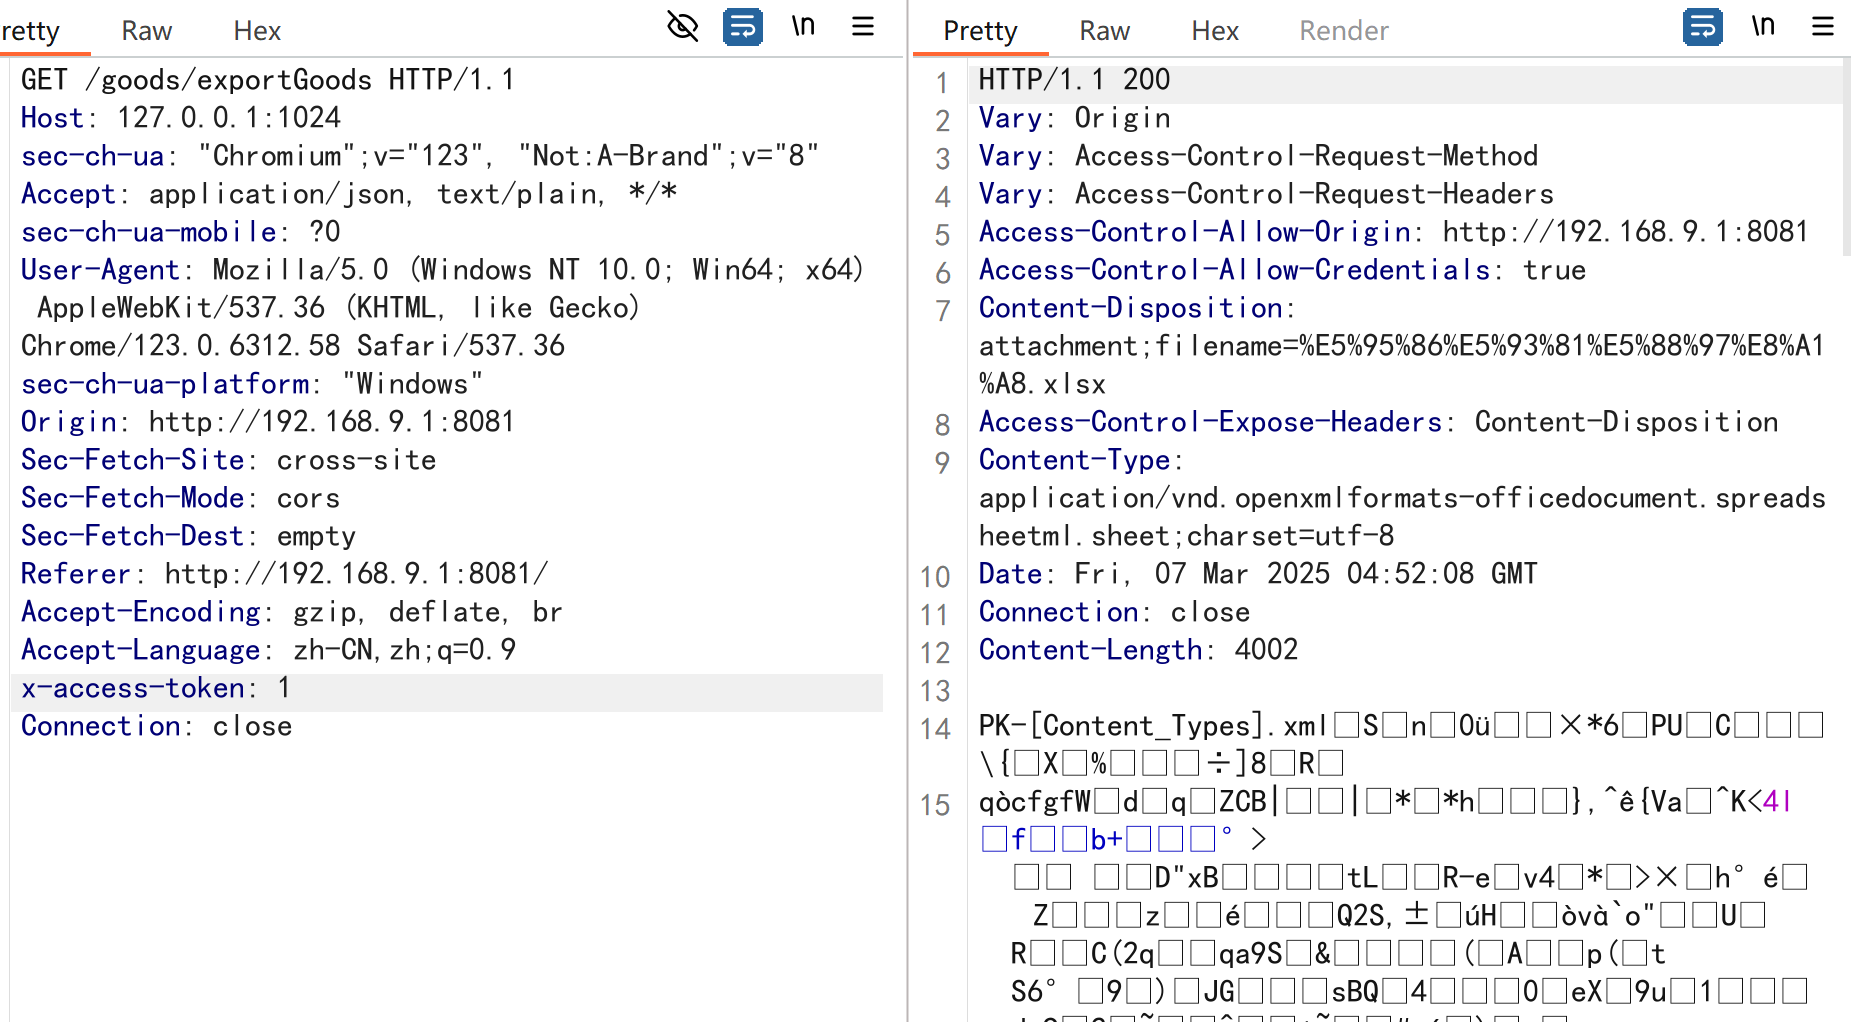 retty Raw Hex \n
GET /goods/exportGoods HTTP/1.1
Host: 127.0.0.1:1024
sec-ch-ua: "Chromium";v="123", "Not:A-Brand";v="8"
Accept: application/json, text/plain, */*
sec-ch-ua-mobile: ?0
User-Agent: Mozilla/5.0 (Windows NT 10.0; Win64; x64)
AppleWebKit/537.36 (KHTML, like Gecko)
Chrome/123.0.6312.58 Safari/537.36
sec-ch-ua-platform: "Windows"
Origin: http://192.168.9.1:8081
Sec-Fetch-Site: cross-site
Sec-Fetch-Mode: cors
Sec-Fetch-Dest: empty
Referer: http://192.168.9.1:8081/
Accept-Encoding: gzip, deflate, br
Accept-Language: zh-CN,zh;q=0.9
x-access-token: 1
Connection: close
Pretty Raw Hex Render \n
1 HTTP/1.1 200
2 Vary: Origin
3 Vary: Access-Control-Request-Method
4 Vary: Access-Control-Request-Headers
5 Access-Control-Allow-Origin: http://192.168.9.1:8081
6 Access-Control-Allow-Credentials: true
7 Content-Disposition:
attachment;filename=%E5%95%86%E5%93%81%E5%88%97%E8%A1
%A8.xlsx
8 Access-Control-Expose-Headers: Content-Disposition
9 Content-Type:
application/vnd.openxmlformats-officedocument.spreads
heetml.sheet;charset=utf-8
10 Date: Fri, 07 Mar 2025 04:52:08 GMT
11 Connection: close
12 Content-Length: 4002
13
14 PK-[Content_Types].xml□S□n□0ü□□×*6□PU□C□□□
\{□X□%□□□÷]8□R□
15 qòcfgfW□d□q□ZCB|□□|□*□*h□□□},^ê{Va□^K<4l
□f□□b+□□□° >
□□ □□D"xB□□□□tL□□R-e□v4□*□>×□h° é□
Z□□□z□□é□□□Q2S,±□úH□□òvà`o"□□U□
R□□C(2q□□qa9S□&□□□□(□A□□p(□t
S6° □9□)□JG□□□sBQ□4□□□0□eX□9u□1□□□